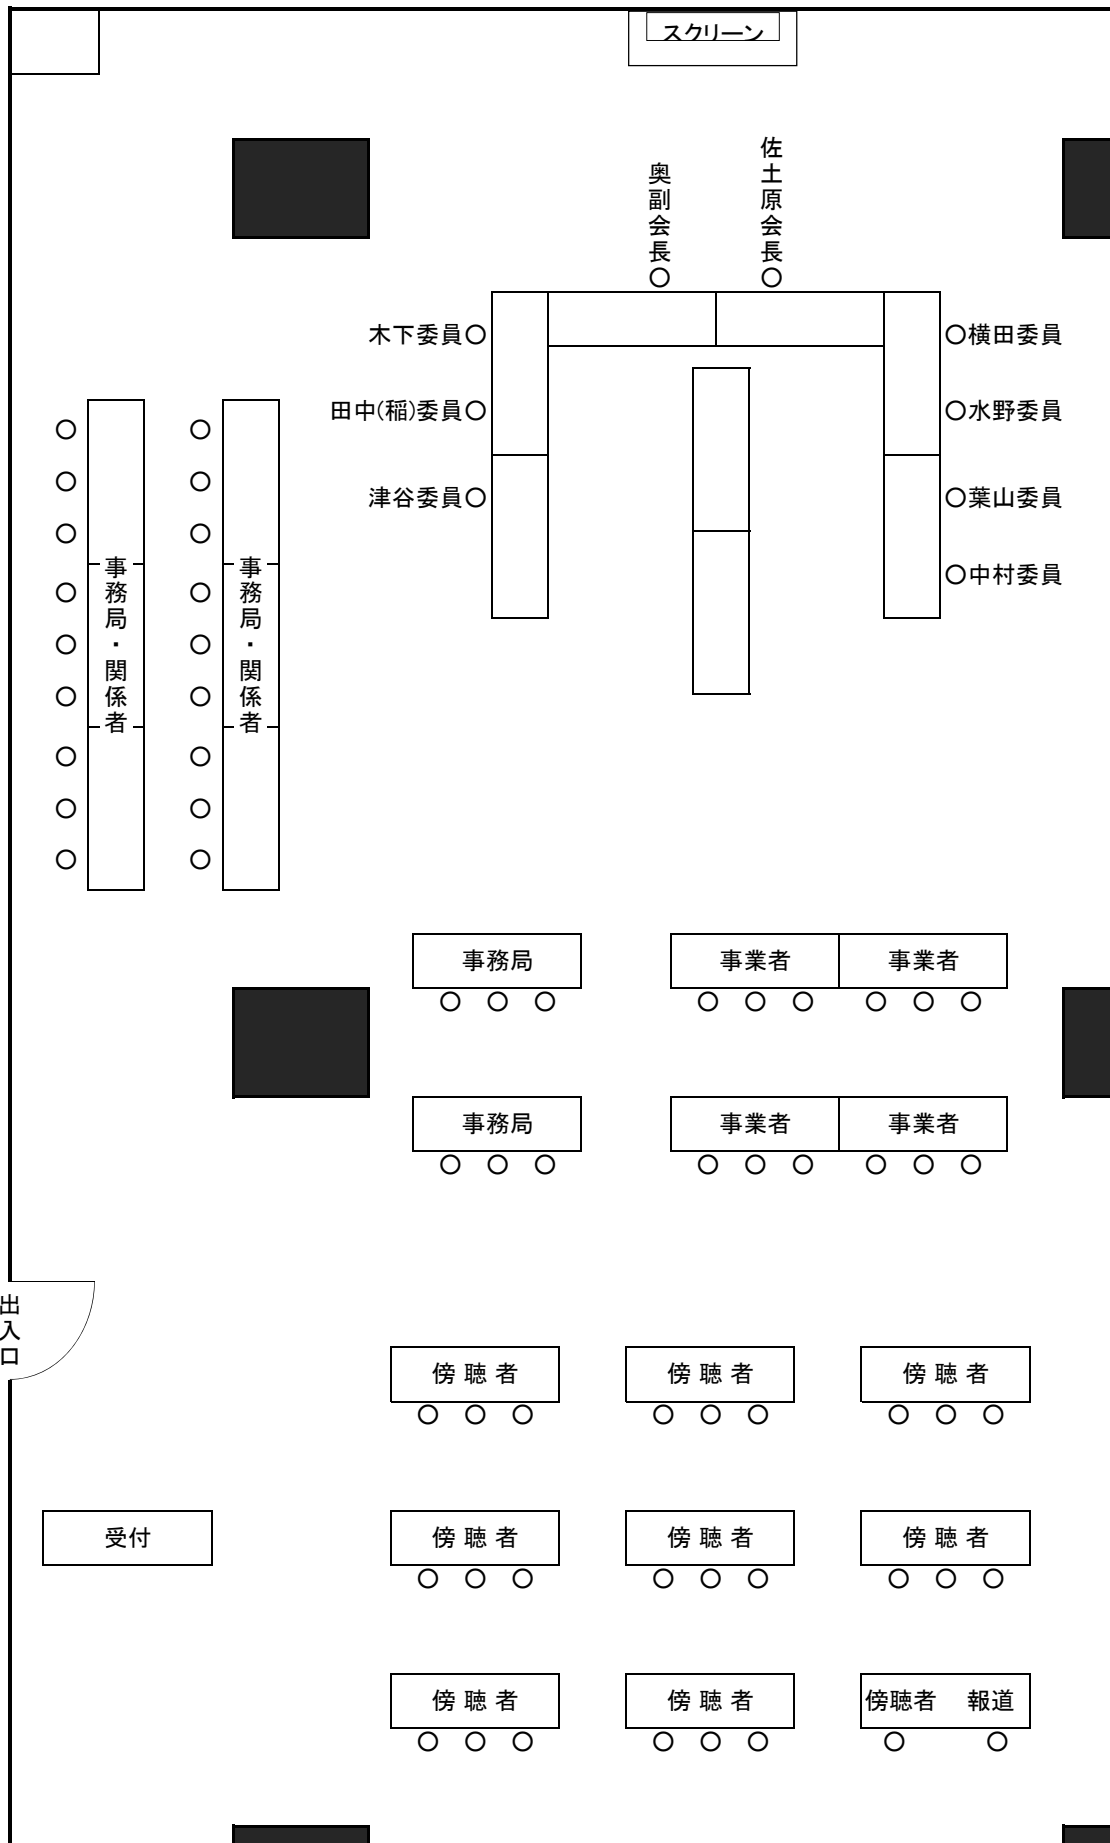 スクリーン
奥副会長○
佐土原会長○
木下委員○
○横田委員
田中(稲)委員○
○水野委員
津谷委員○
○葉山委員
○中村委員
事務局・関係者
事務局・関係者
事務局
事業者
事業者
事務局
事業者
事業者
出入口
傍 聴 者
傍 聴 者
傍 聴 者
受付
傍 聴 者
傍 聴 者
傍 聴 者
傍 聴 者
傍 聴 者
傍聴者 報道